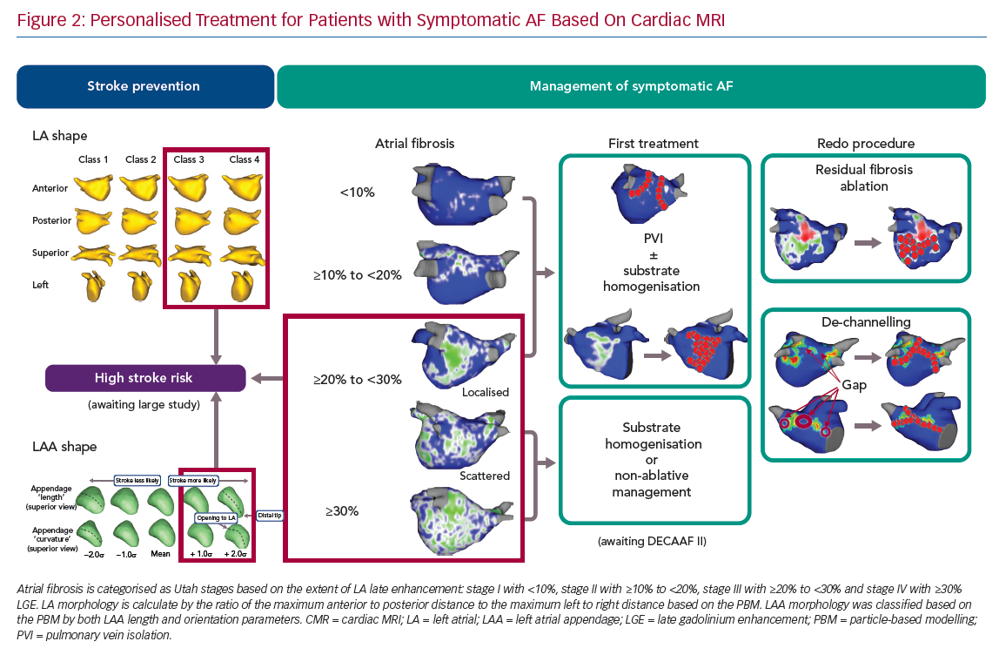 Figure 2: Personalised Treatment for Patients with Symptomatic AF Based On Cardiac MRI
Stroke prevention
Management of symptomatic AF
LA shape
Class 1
Class 2
Class 3
Class 4
Anterior
Posterior
Superior
Left
High stroke risk
(awaiting large study)
LAA shape
Stroke less likely
Stroke more likely
Appendage
'length'
(superior view)
Opening to LA
Distal tip
Appendage
'curvature'
(superior view)
−2.0σ
−1.0σ
Mean
+ 1.0σ
+ 2.0σ
Atrial fibrosis
<10%
≥10% to <20%
≥20% to <30%
Localised
Scattered
≥30%
First treatment
PVI
±
substrate
homogenisation
Substrate
homogenisation
or
non-ablative
management
(awaiting DECAAF II)
Redo procedure
Residual fibrosis
ablation
De-channelling
Gap
Atrial fibrosis is categorised as Utah stages based on the extent of LA late enhancement: stage I with <10%, stage II with ≥10% to <20%, stage III with ≥20% to <30% and stage IV with ≥30%
LGE. LA morphology is calculate by the ratio of the maximum anterior to posterior distance to the maximum left to right distance based on the PBM. LAA morphology was classified based on
the PBM by both LAA length and orientation parameters. CMR = cardiac MRI; LA = left atrial; LAA = left atrial appendage; LGE = late gadolinium enhancement; PBM = particle-based modelling;
PVI = pulmonary vein isolation.